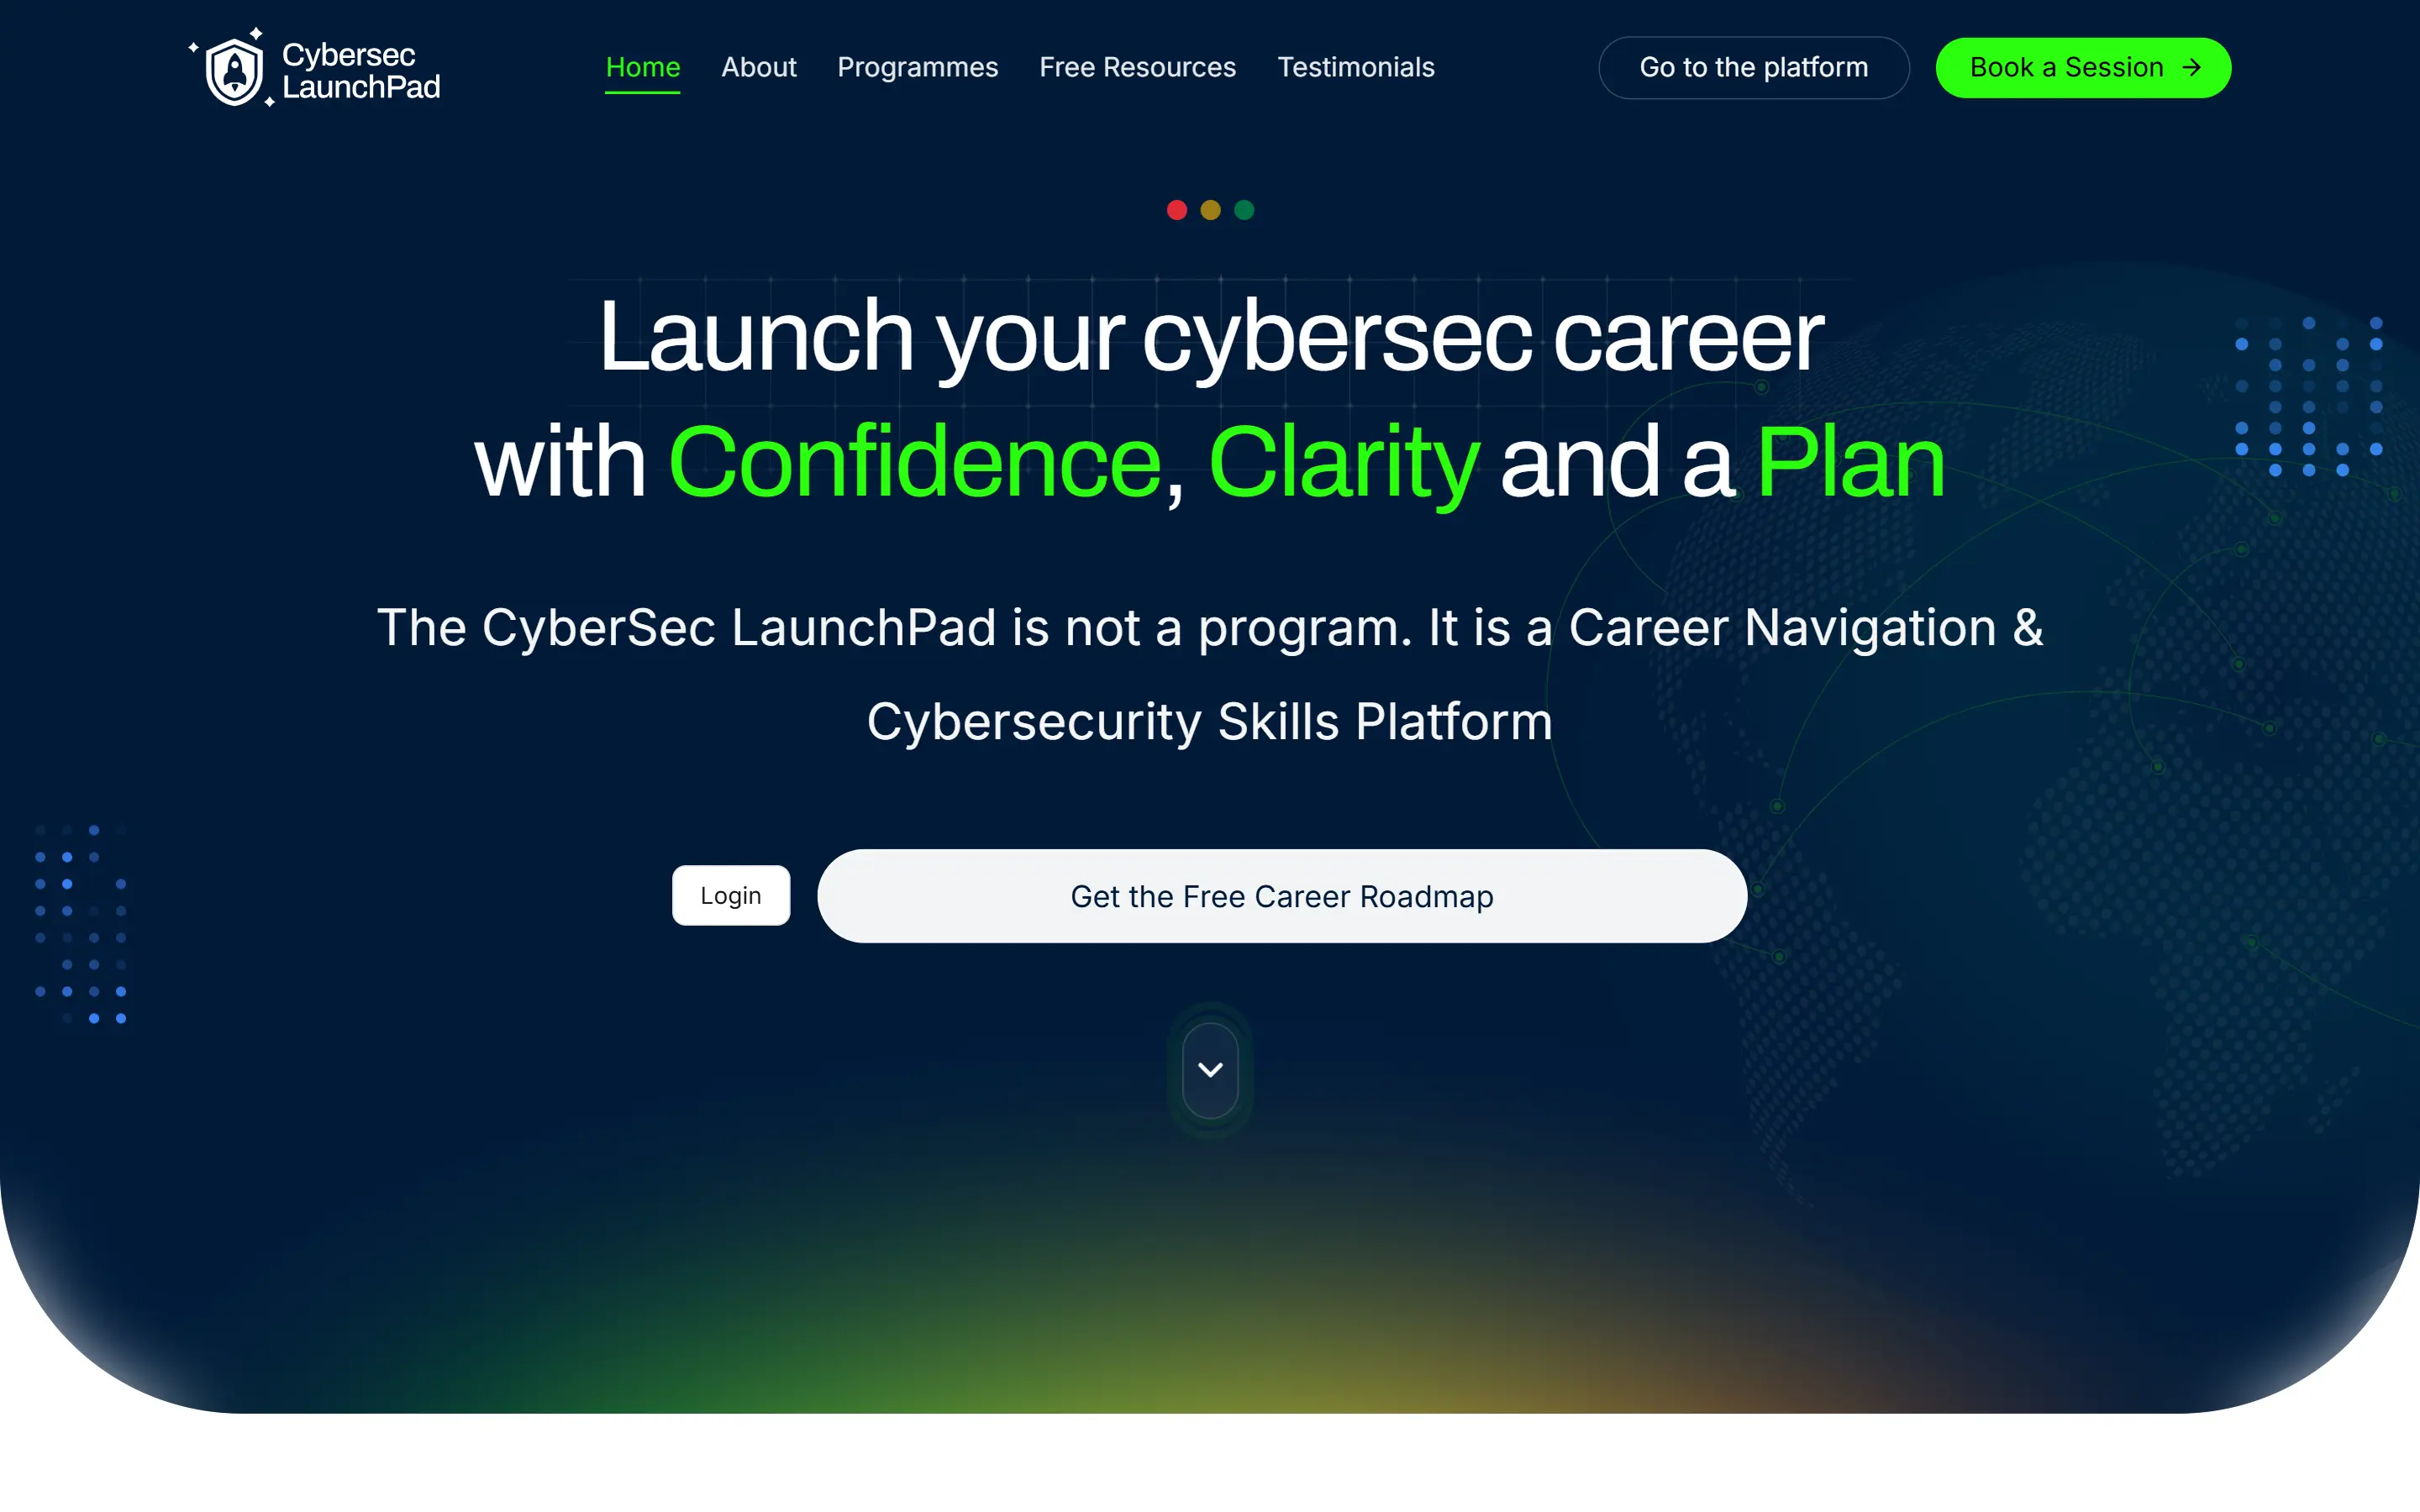 Cybersec
LaunchPad
Home
About
Programmes
Free Resources
Testimonials
Go to the platform
Book a Session
Launch your cybersec career
with Confidence, Clarity and a Plan
The CyberSec LaunchPad is not a program. It is a Career Navigation &
Cybersecurity Skills Platform
Login
Get the Free Career Roadmap